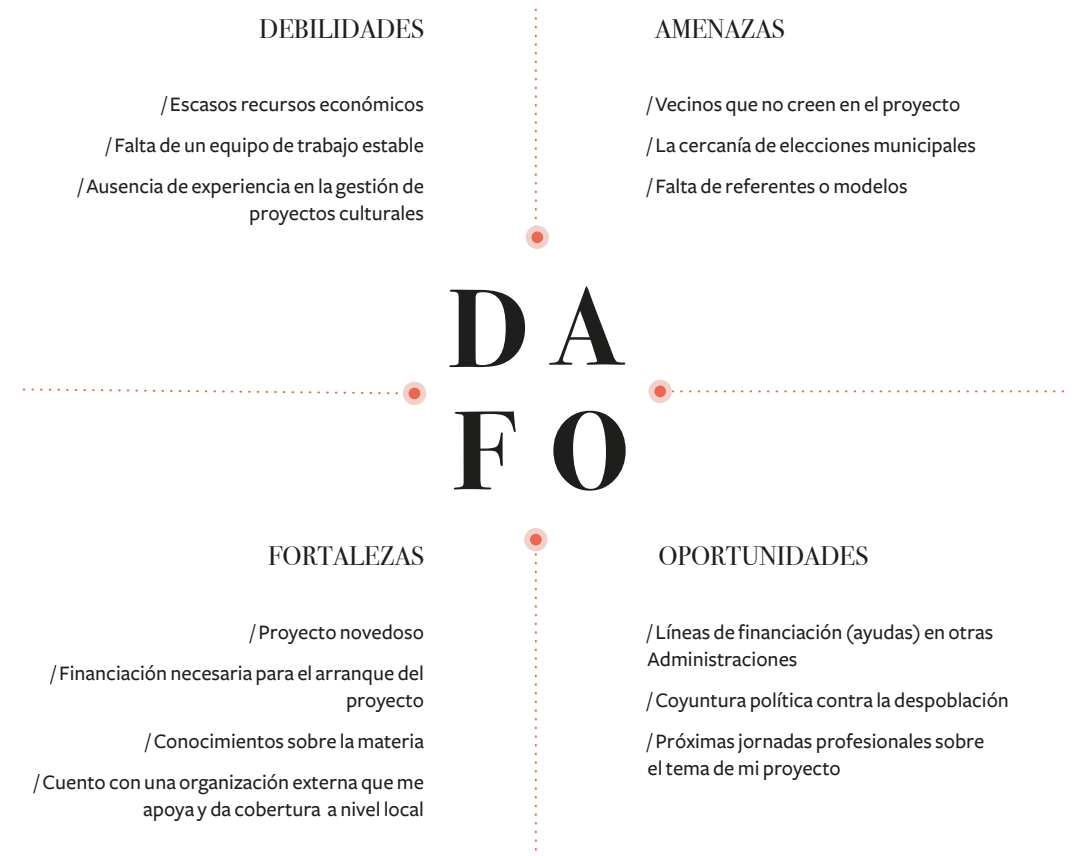 DEBILIDADES
/Escasos recursos económicos
/Falta de un equipo de trabajo estable
/Ausencia de experiencia en la gestión de
proyectos culturales
AMENAZAS
/Vecinos que no creen en el proyecto
/La cercanía de elecciones municipales
/Falta de referentes o modelos
D A
F O
FORTALEZAS
/Proyecto novedoso
/Financiación necesaria para el arranque del
proyecto
/Conocimientos sobre la materia
/Cuento con una organización externa que me
apoya y da cobertura a nivel local
OPORTUNIDADES
/Líneas de financiación (ayudas) en otras
Administraciones
/Coyuntura política contra la despoblación
/Próximas jornadas profesionales sobre
el tema de mi proyecto